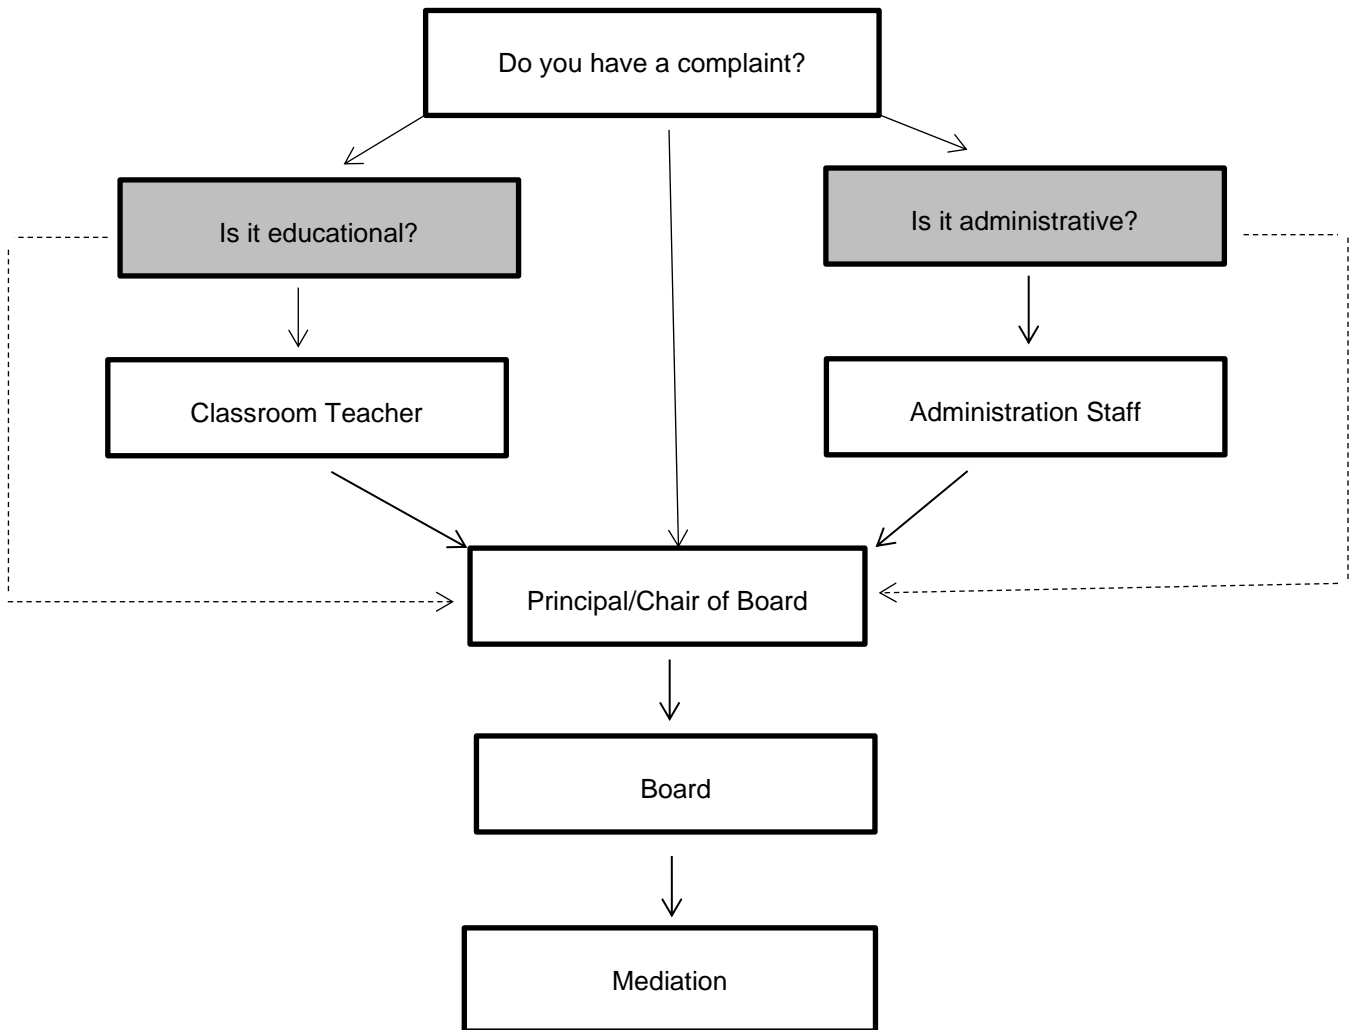 Do you have a complaint?
Is it educational?
Is it administrative?
Classroom Teacher
Administration Staff
Principal/Chair of Board
Board
Mediation